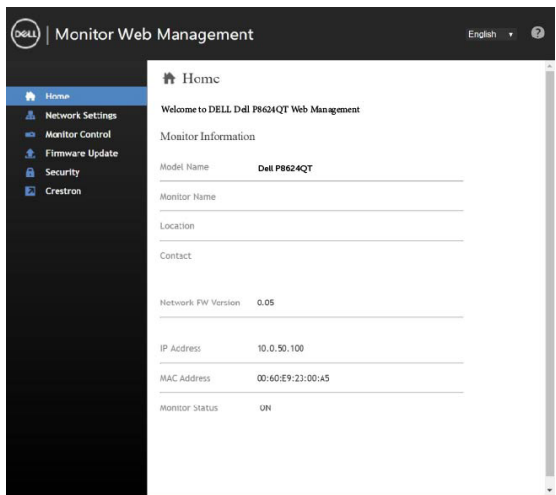 DELL | Monitor Web Management
English
?
Home
Network Settings
Monitor Control
Firmware Update
Security
Crestron
Home
Welcome to DELL Dell P8624QT Web Management
Monitor Information
Model Name Dell P8624QT
Monitor Name
Location
Contact
Network FW Version 0.05
IP Address 10.0.50.100
MAC Address 00:60:E9:23:00:A5
Monitor Status ON